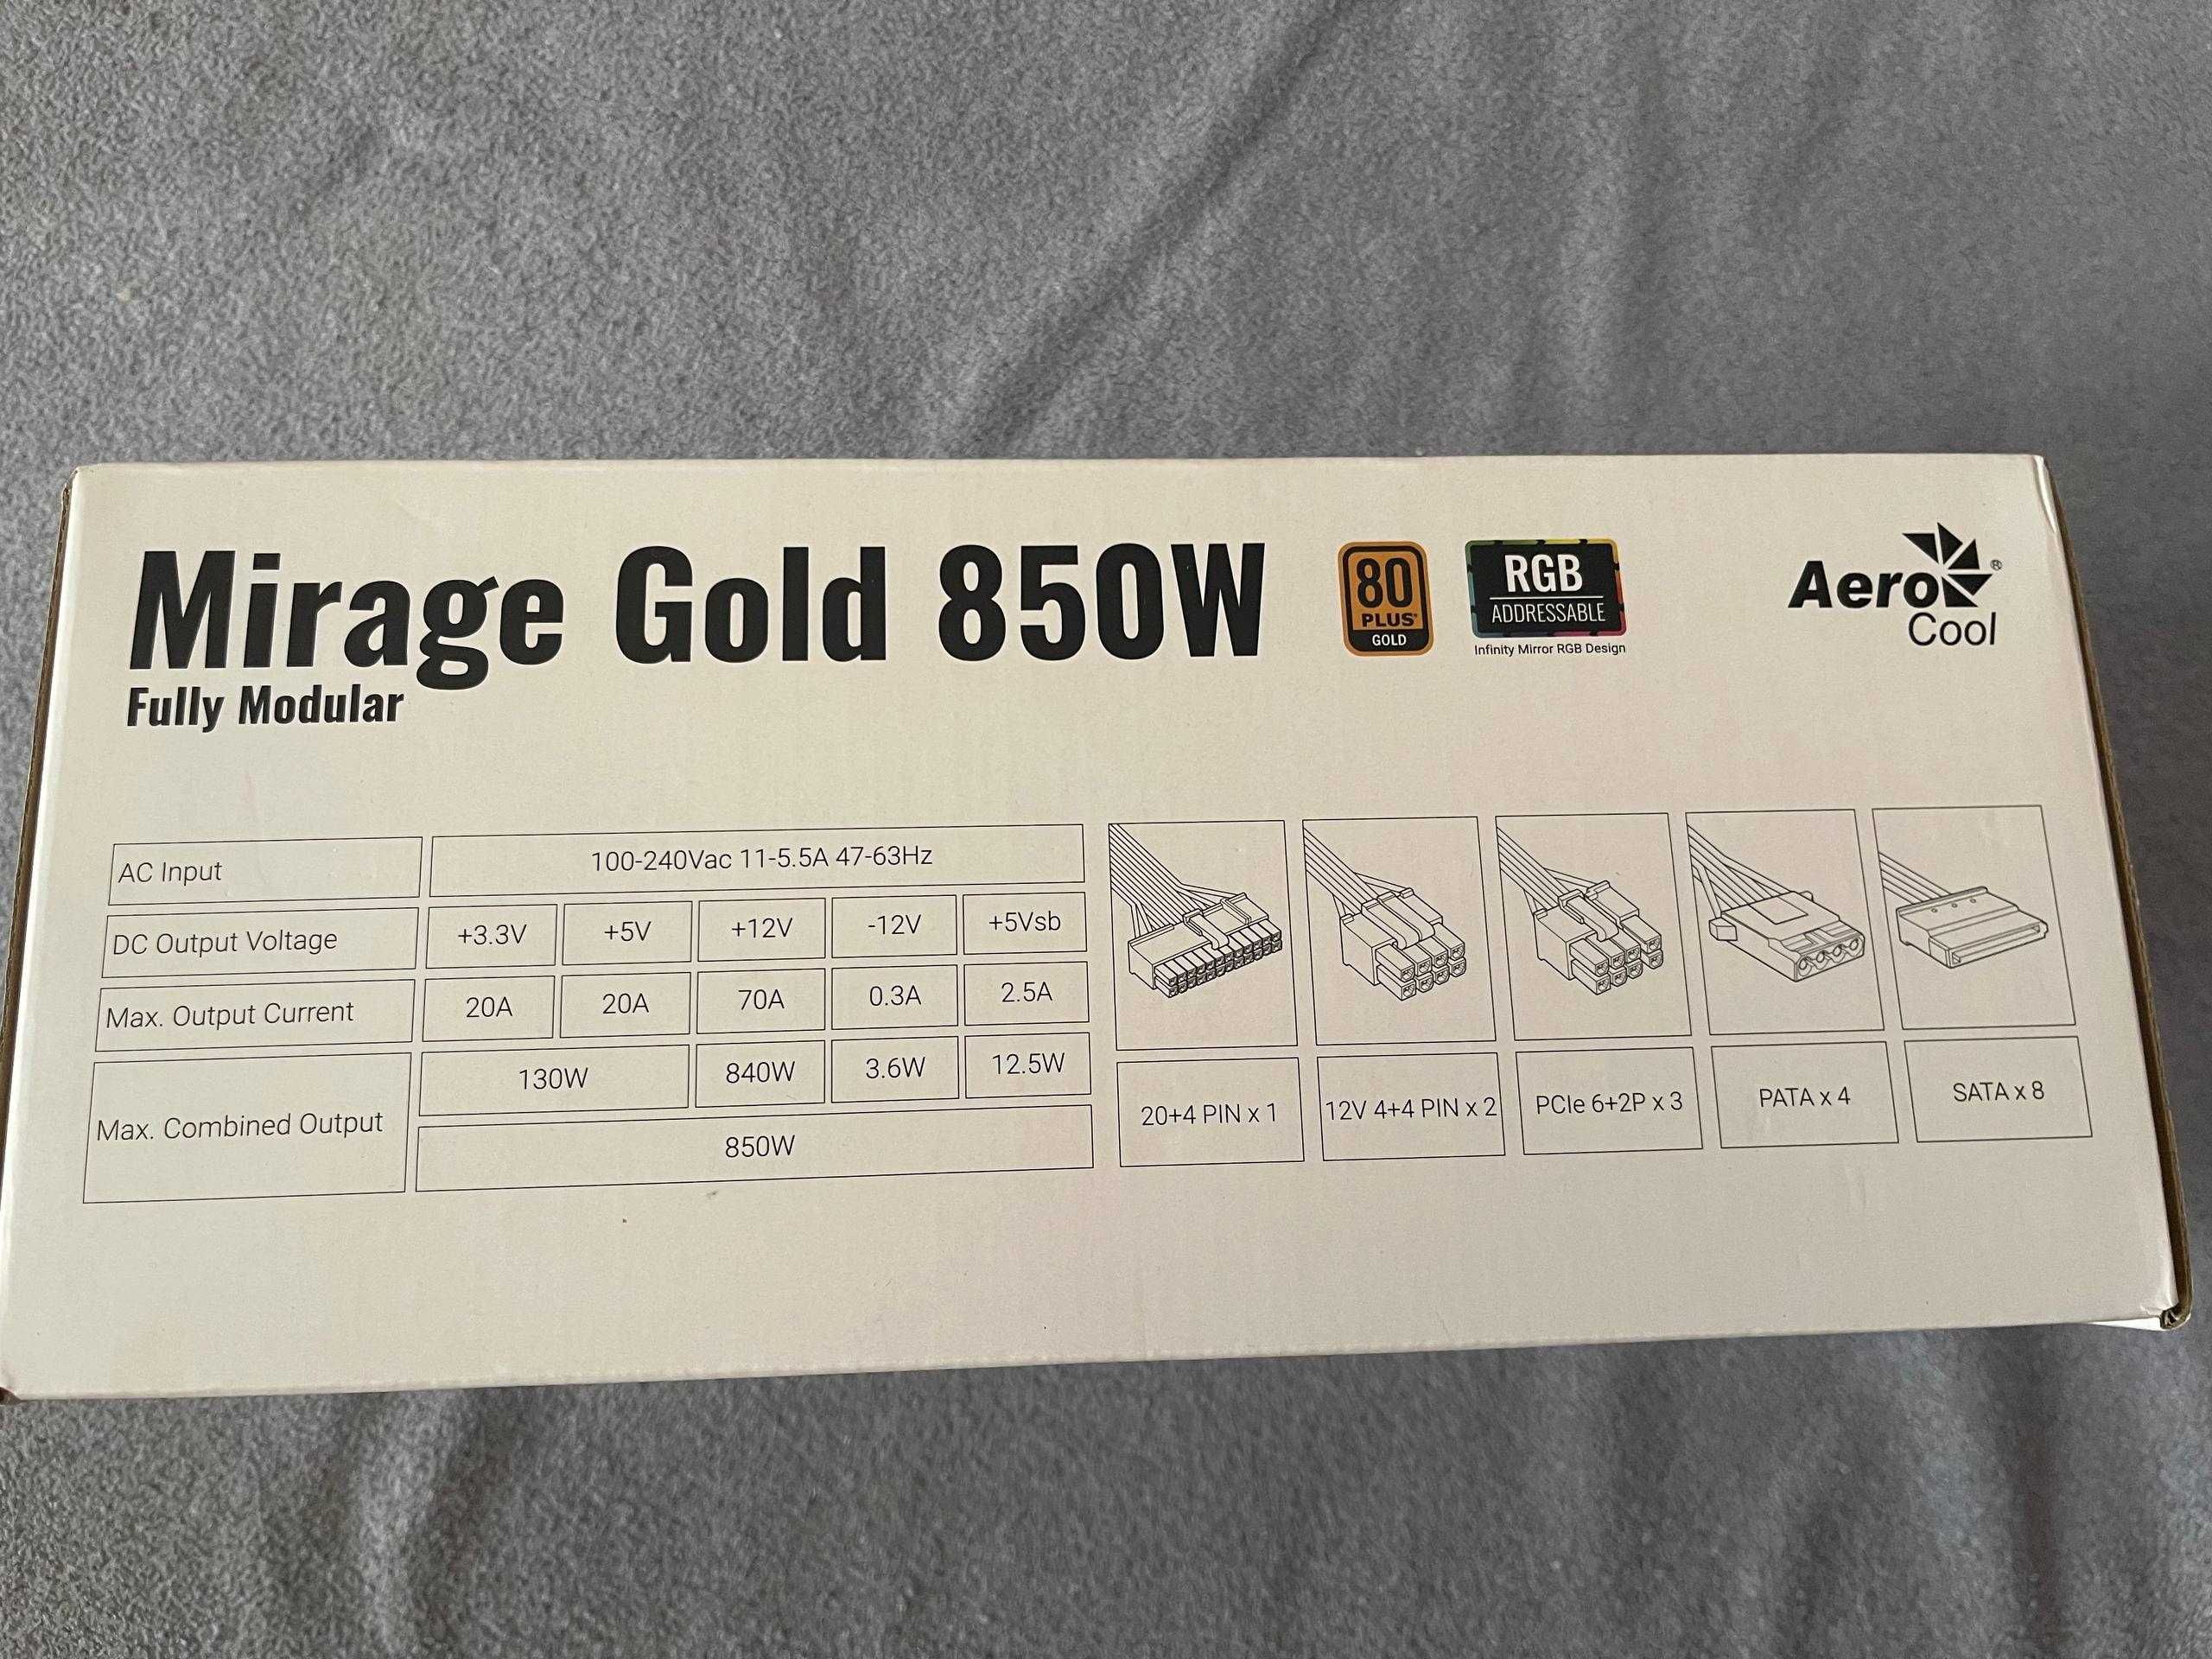 Mirage Gold 850W
Fully Modular
80
PLUS®
GOLD
RGB
ADDRESSABLE
Infinity Mirror RGB Design
Aero ®
Cool
AC Input 100-240Vac 11-5.5A 47-63Hz
DC Output Voltage +3.3V +5V +12V -12V +5Vsb
Max. Output Current 20A 20A 70A 0.3A 2.5A
Max. Combined Output 130W 840W 3.6W 12.5W
850W
20+4 PIN x 1 12V 4+4 PIN x 2 PCIe 6+2P x 3 PATA x 4 SATA x 8